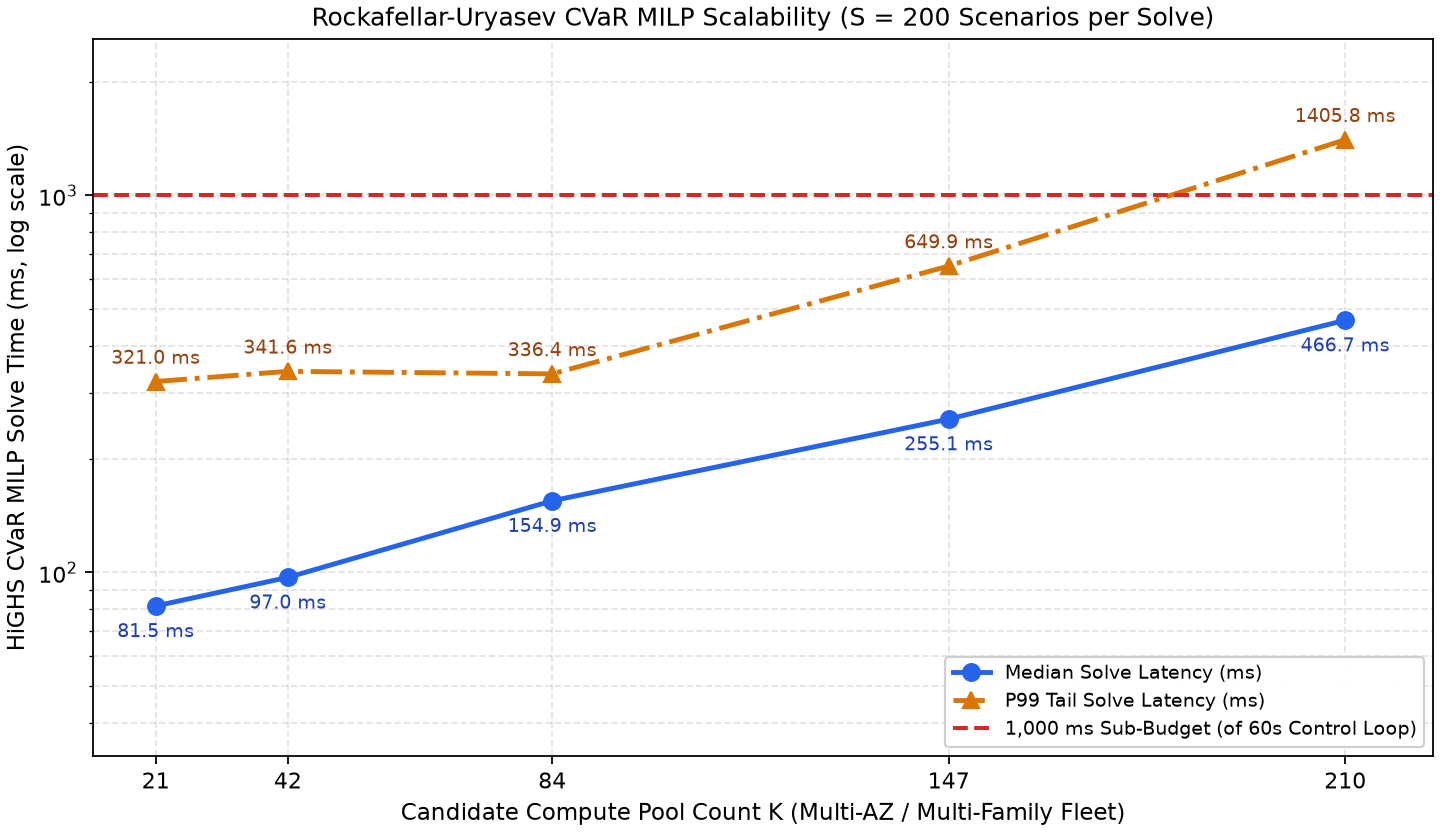 Rockafellar-Uryasev CVaR MILP Scalability (S = 200 Scenarios per Solve)
HiGHS CVaR MILP Solve Time (ms, log scale)
10³
10²
1405.8 ms
649.9 ms
321.0 ms
341.6 ms
336.4 ms
466.7 ms
255.1 ms
154.9 ms
97.0 ms
81.5 ms
Median Solve Latency (ms)
P99 Tail Solve Latency (ms)
1,000 ms Sub-Budget (of 60s Control Loop)
21 42 84 147 210
Candidate Compute Pool Count K (Multi-AZ / Multi-Family Fleet)